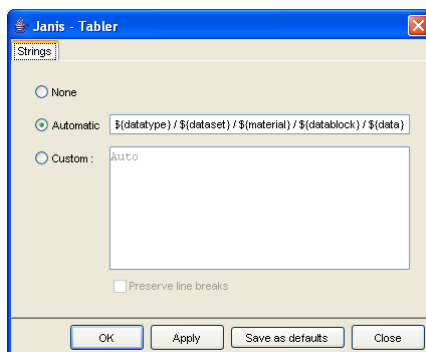 Janis - Tabler
Strings
None
Automatic ${datatype} / ${dataset} / ${material} / ${datablock} / ${data}
Custom : Auto
Preserve line breaks
OK Apply Save as defaults Close